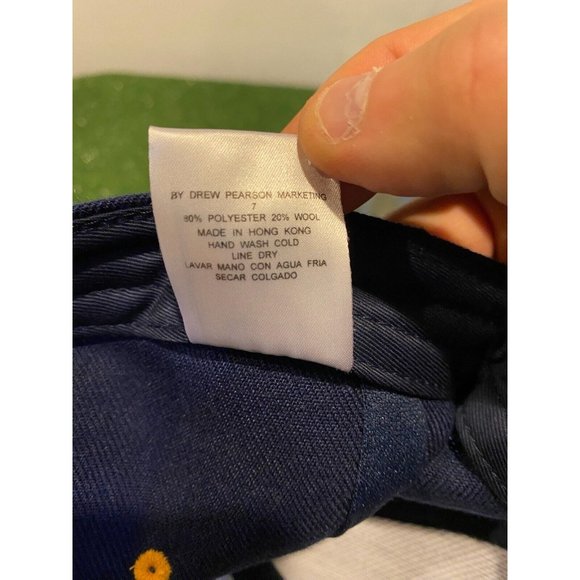 BY DREW PEARSON MARKETING
7
80% POLYESTER 20% WOOL
MADE IN HONG KONG
HAND WASH COLD
LINE DRY
LAVAR MANO CON AGUA FRIA
SECAR COLGADO